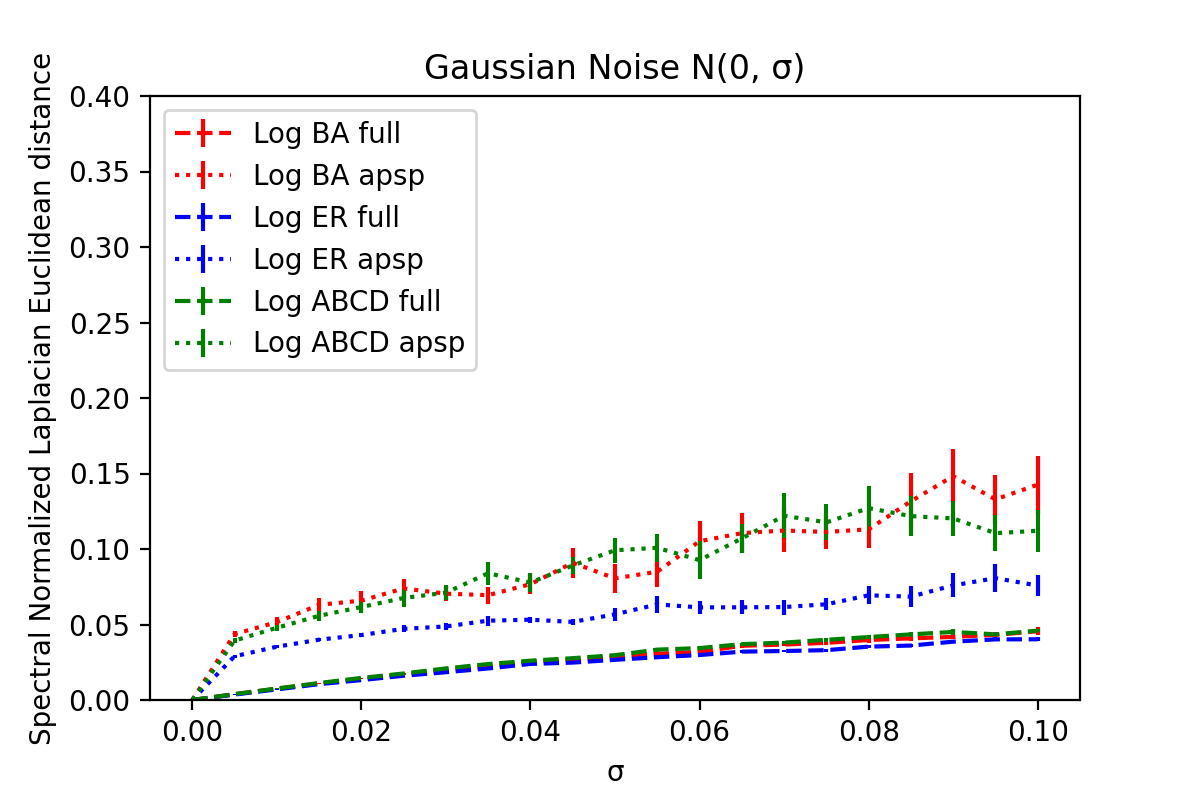 Gaussian Noise N(0, σ)
Spectral Normalized Laplacian Euclidean distance
0.40
0.35
0.30
0.25
0.20
0.15
0.10
0.05
0.00
Log BA full
Log BA apsp
Log ER full
Log ER apsp
Log ABCD full
Log ABCD apsp
0.00 0.02 0.04 0.06 0.08 0.10
σ